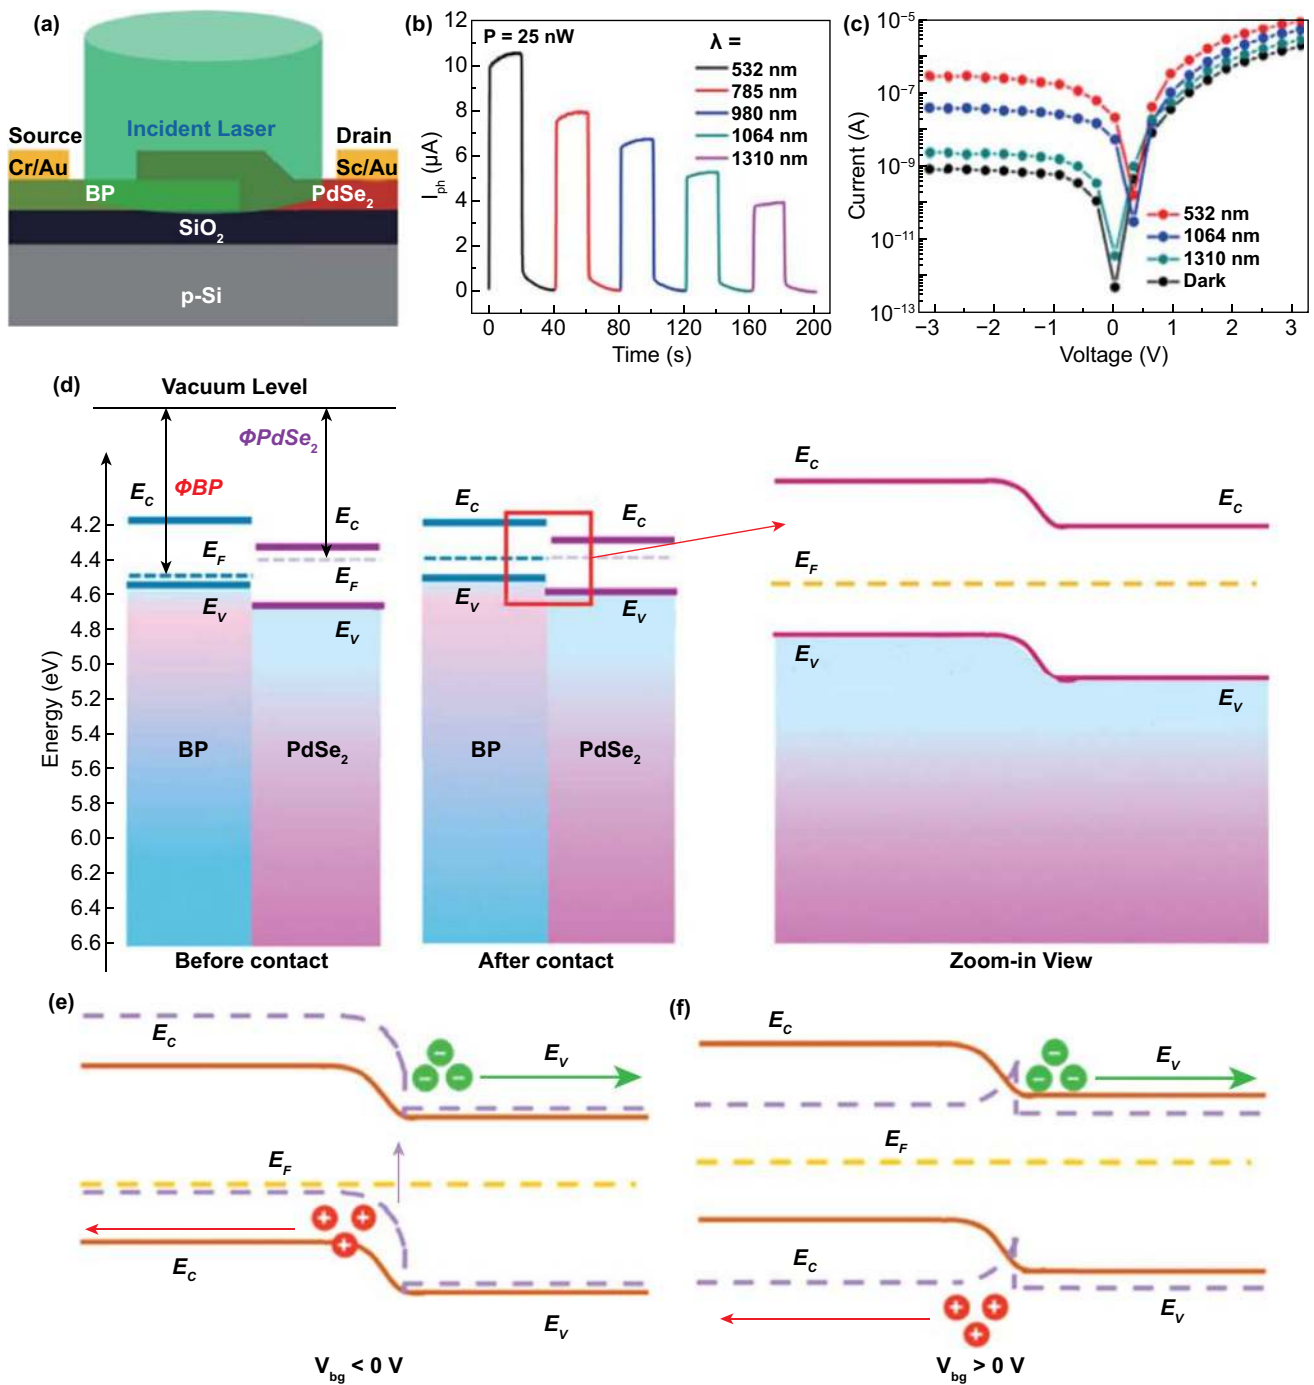 (a)
Incident Laser
Source
Drain
Cr/Au
Sc/Au
BP
PdSe2
SiO2
p-Si
(b)
P = 25 nW
λ =
532 nm
785 nm
980 nm
1064 nm
1310 nm
12
10
8
6
4
2
0
Iph (μA)
0
40
80
120
160
200
Time (s)
(c)
10−5
10−7
10−9
10−11
10−13
Current (A)
532 nm
1064 nm
1310 nm
Dark
−3
−2
−1
0
1
2
3
Voltage (V)
(d)
Vacuum Level
ΦBP
ΦPdSe2
EC
EC
EF
EF
EV
EV
4.2
4.4
4.6
4.8
5.0
5.2
5.4
5.6
5.8
6.0
6.2
6.4
6.6
Energy (eV)
BP
PdSe2
Before contact
EC
EC
EV
EV
BP
PdSe2
After contact
EC
EC
EF
EV
EV
Zoom-in View
(e)
EC
EV
EF
EC
EV
Vbg < 0 V
(f)
EC
EV
EF
EC
EV
Vbg > 0 V